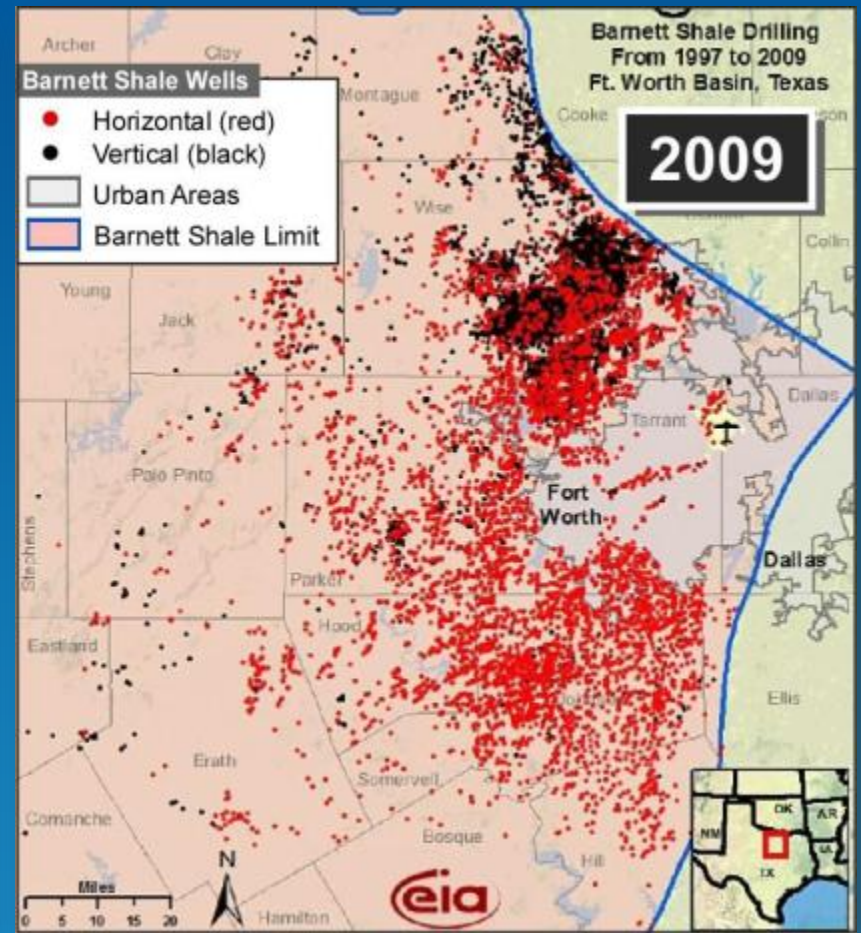 Barnett Shale Drilling
From 1997 to 2009
Ft. Worth Basin, Texas
2009
Barnett Shale Wells
Horizontal (red)
Vertical (black)
Urban Areas
Barnett Shale Limit
Archer
Clay
Montague
Cooke
Wise
Collin
Young
Jack
Dallas
Tarrant
Palo Pinto
Fort
Worth
Stephens
Parker
Dallas
Hood
Eastland
Ellis
Erath
Somervell
Comanche
Bosque
Hill
Hamilton
N
Miles
0 5 10 15 20
eia
OK
AR
NM
TX